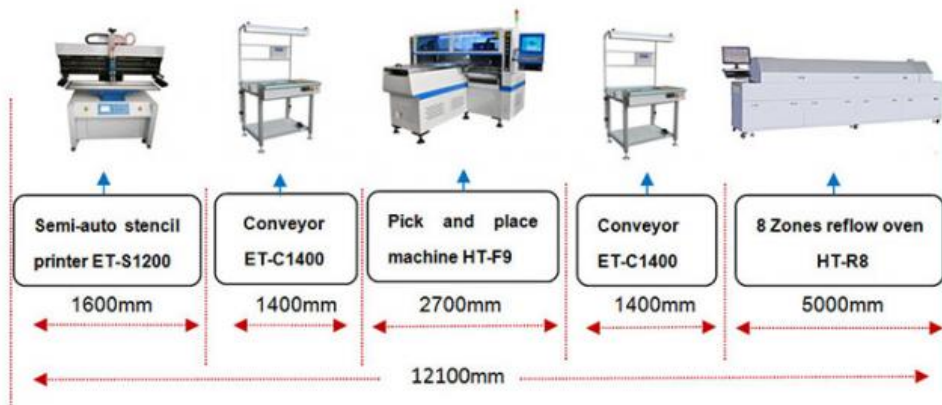 Semi-auto stencil
printer ET-S1200
Conveyor
ET-C1400
Pick and place
machine HT-F9
Conveyor
ET-C1400
8 Zones reflow oven
HT-R8
1600mm
1400mm
2700mm
1400mm
5000mm
12100mm